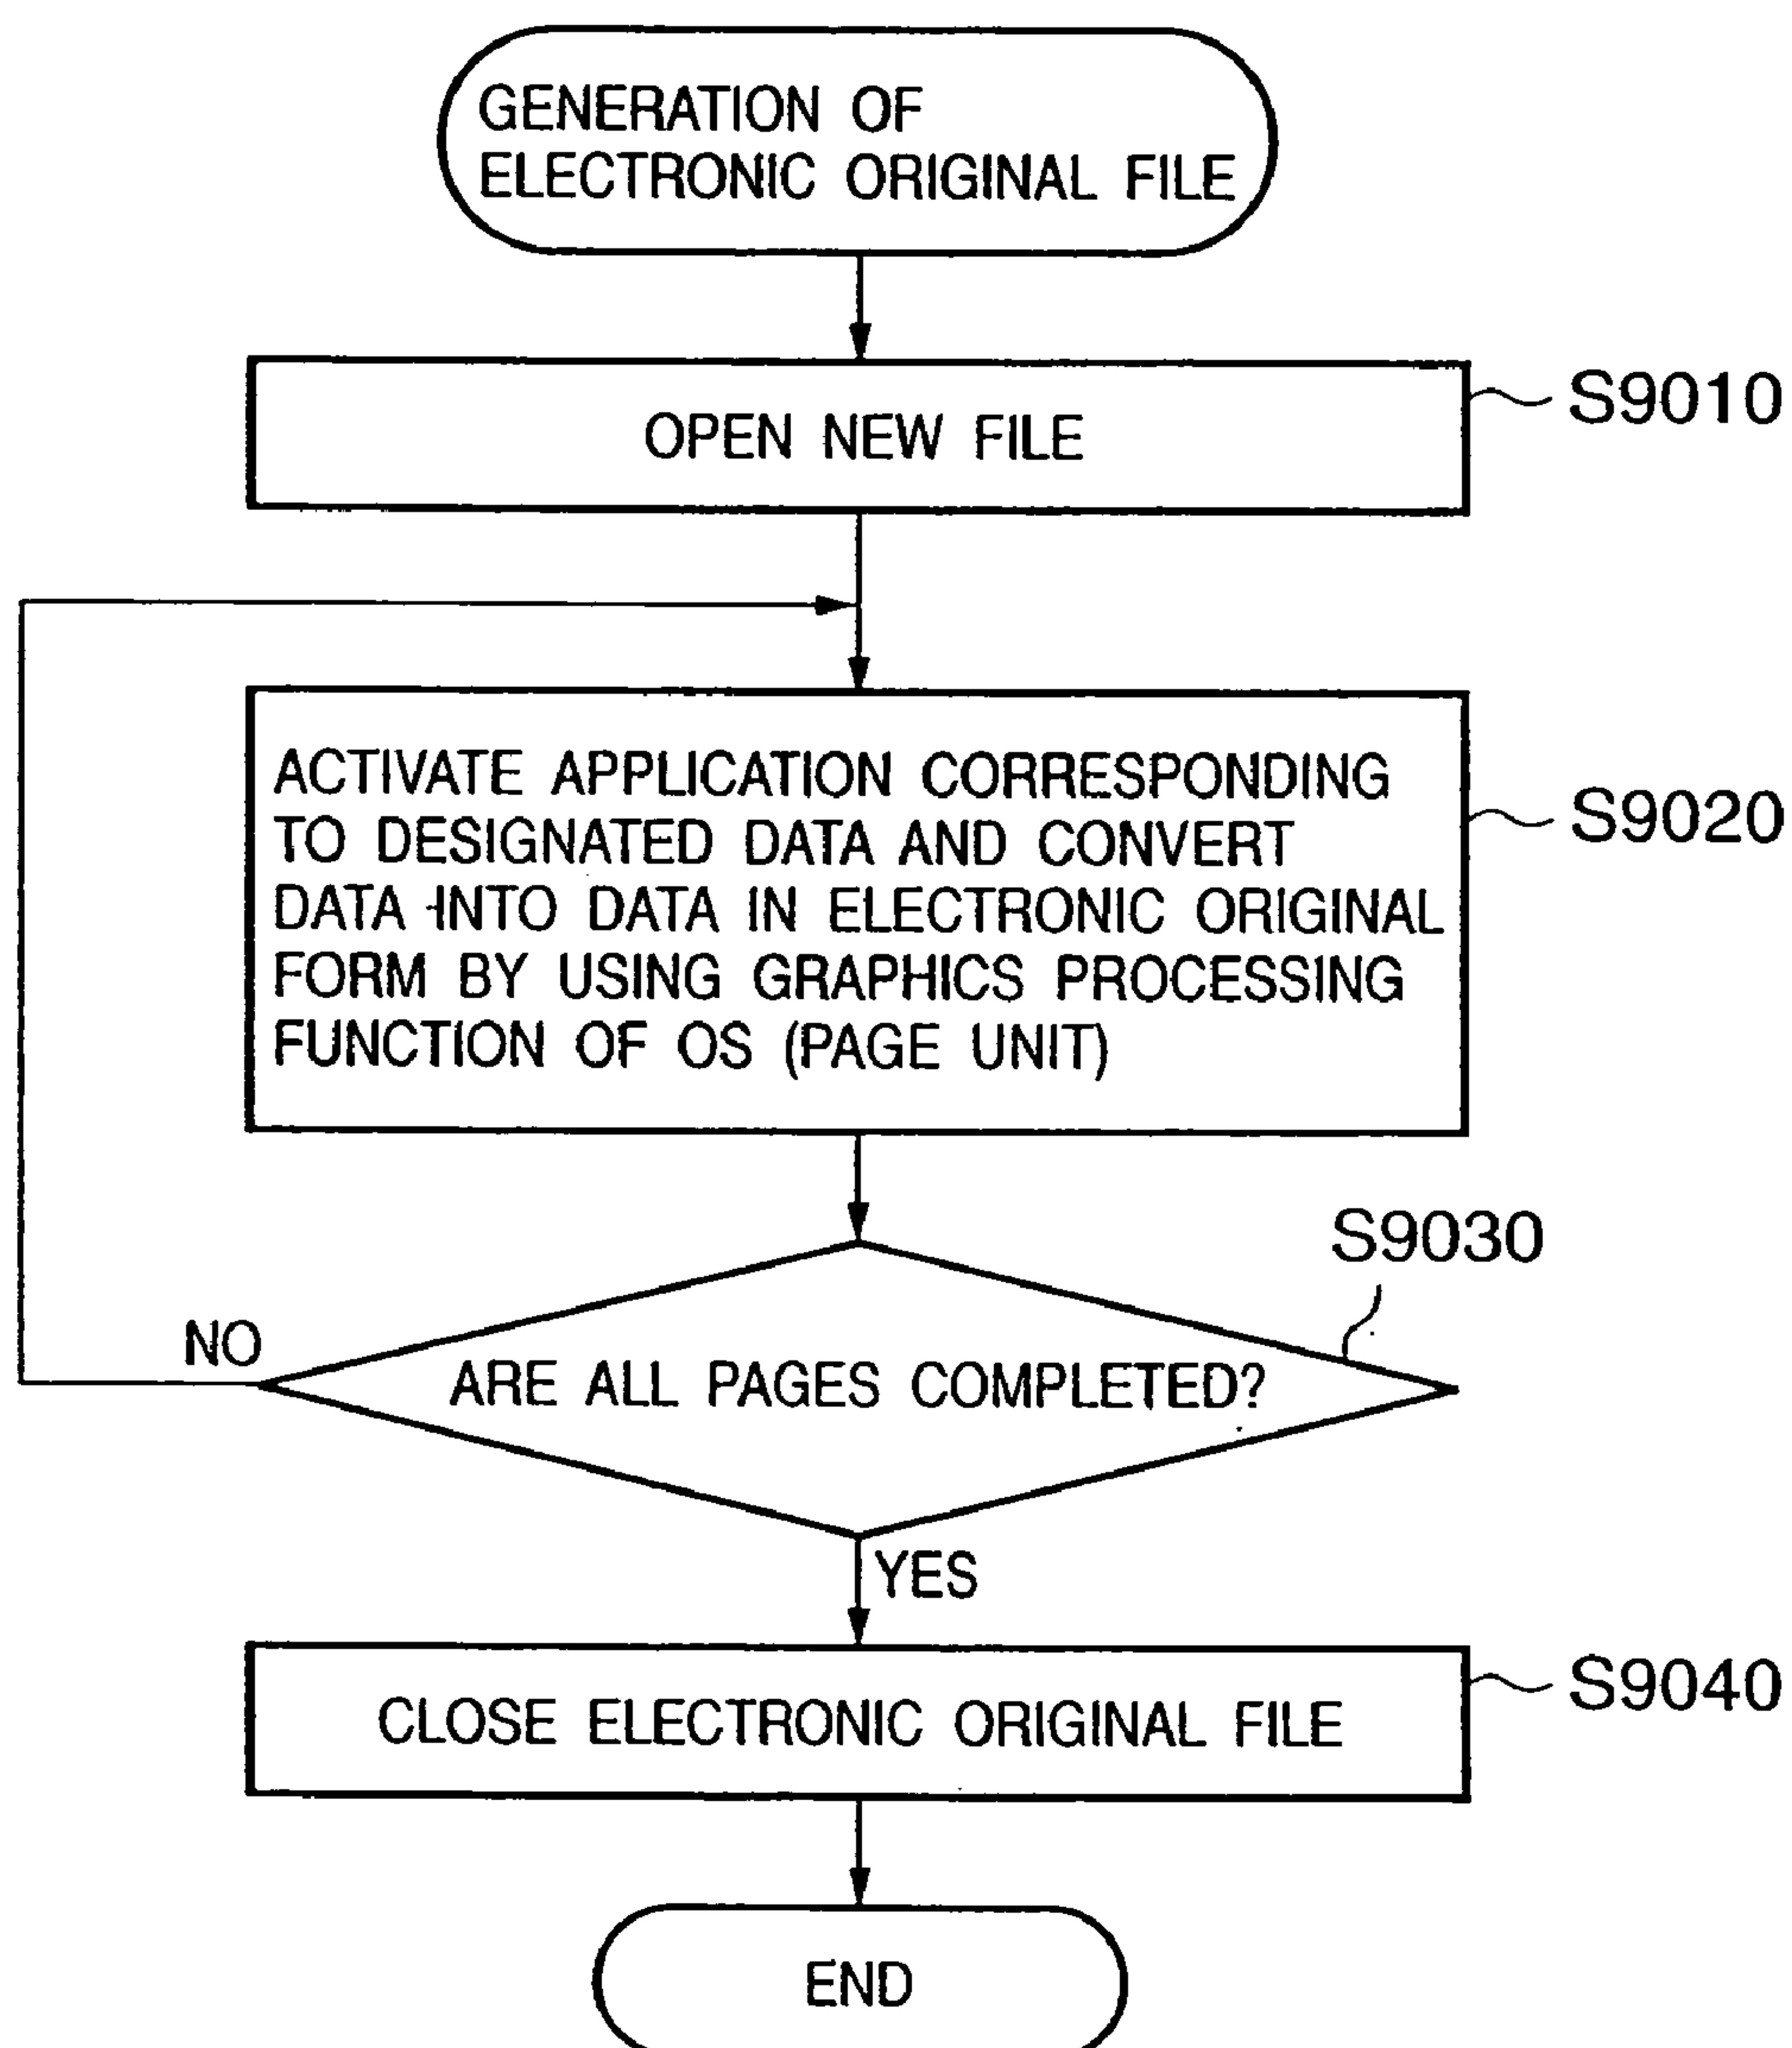 GENERATION OF
ELECTRONIC ORIGINAL FILE
OPEN NEW FILE
S9010
ACTIVATE APPLICATION CORRESPONDING
TO DESIGNATED DATA AND CONVERT
DATA INTO DATA IN ELECTRONIC ORIGINAL
FORM BY USING GRAPHICS PROCESSING
FUNCTION OF OS (PAGE UNIT)
S9020
S9030
NO
ARE ALL PAGES COMPLETED?
YES
CLOSE ELECTRONIC ORIGINAL FILE
S9040
END